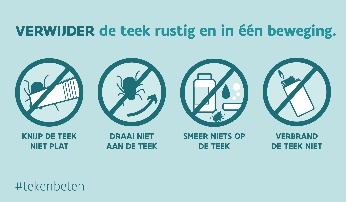 VERWIJDER de teek rustig en in één beweging.
KNIJP DE TEEK
NIET PLAT
DRAAI NIET
AAN DE TEEK
SMEER NIETS OP
DE TEEK
VERBRAND
DE TEEK NIET
#tekenbeten